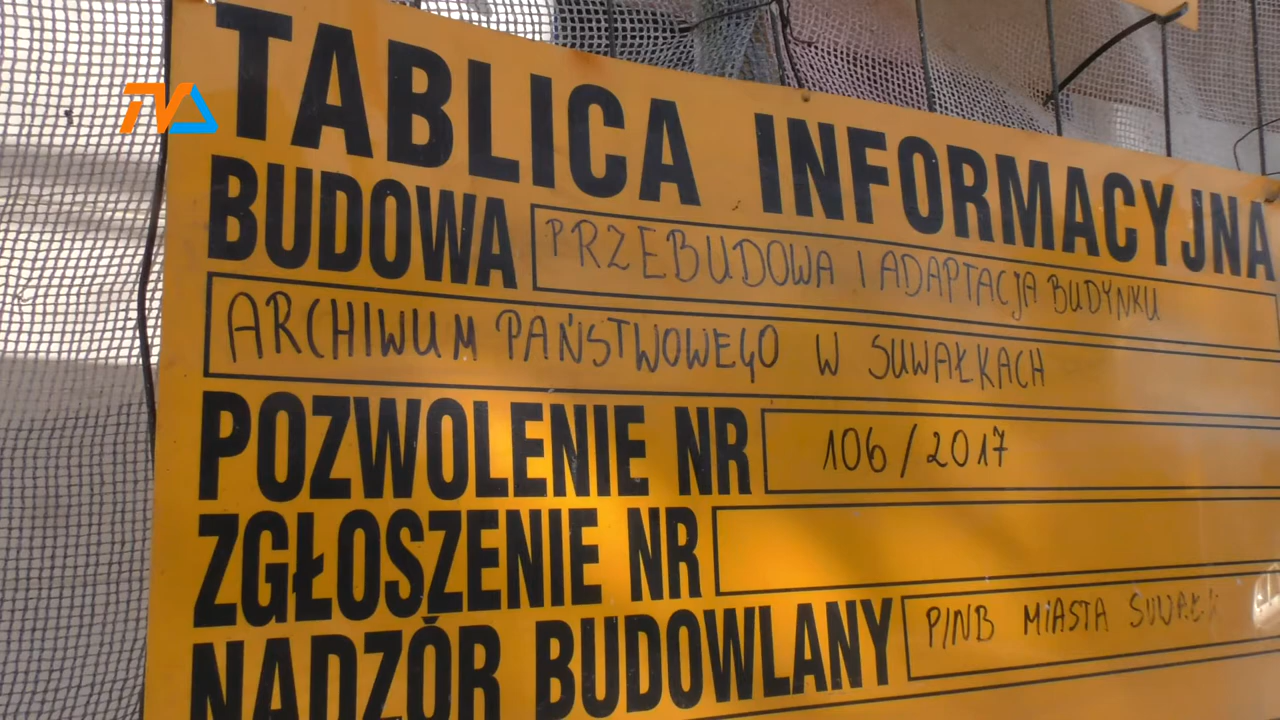 TVA
TABLICA INFORMACYJNA
BUDOWA PRZEBUDOWA I ADAPTACJA BUDYNKU
ARCHIWUM PAŃSTWOWEGO W SUWAŁKACH
POZWOLENIE NR 106/2017
ZGŁOSZENIE NR
NADZÓR BUDOWLANY PINB MIASTA